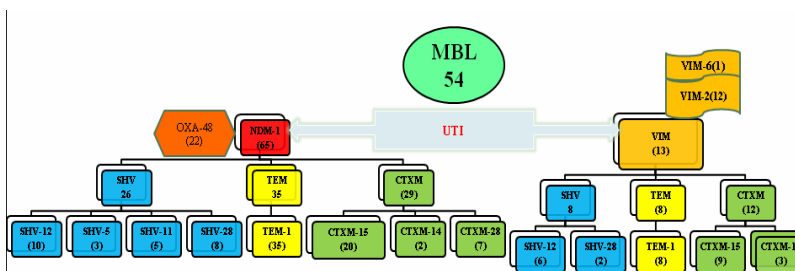 MBL
54
VIM-6(1)
VIM-2(12)
OXA-48
(22)
NDM-1
(65)
UTI
VIM
(13)
SHV
26
TEM
35
CTXM
(29)
SHV
8
TEM
(8)
CTXM
(12)
SHV-12
(10)
SHV-5
(3)
SHV-11
(5)
SHV-28
(8)
TEM-1
(35)
CTXM-15
(20)
CTXM-14
(2)
CTXM-28
(7)
SHV-12
(6)
SHV-28
(2)
TEM-1
(8)
CTXM-15
(9)
(3)